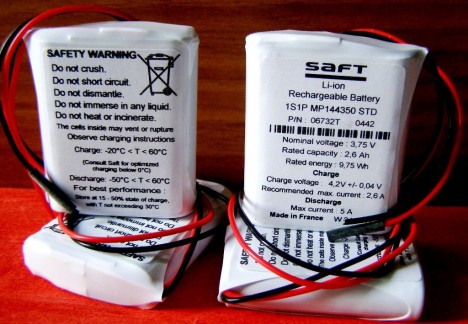 SAFETY WARNING
Do not crush.
Do not short circuit.
Do not dismantle.
Do not immerse in any liquid.
Do not heat or incinerate.
The cells inside may vent or rupture
Observe charging instructions
Charge: -20°C < T < 60°C
(Consult Saft for optimized
charging below 0°C)
Discharge: -50°C < T < 60°C
For best performance :
Store at 15 - 50% state of charge.
with T not exceeding 30°C
SAFT
Li-ion
Rechargeable Battery
1S1P MP144350 STD
P/N : 06732T 0442
Nominal voltage : 3,75 V
Rated capacity : 2,6 Ah
Rated energy : 9,75 Wh
Charge
Charge voltage : 4,2V +/- 0,04 V
Recommended max. current : 2,6 A
Discharge
Max current : 5 A
Made in France